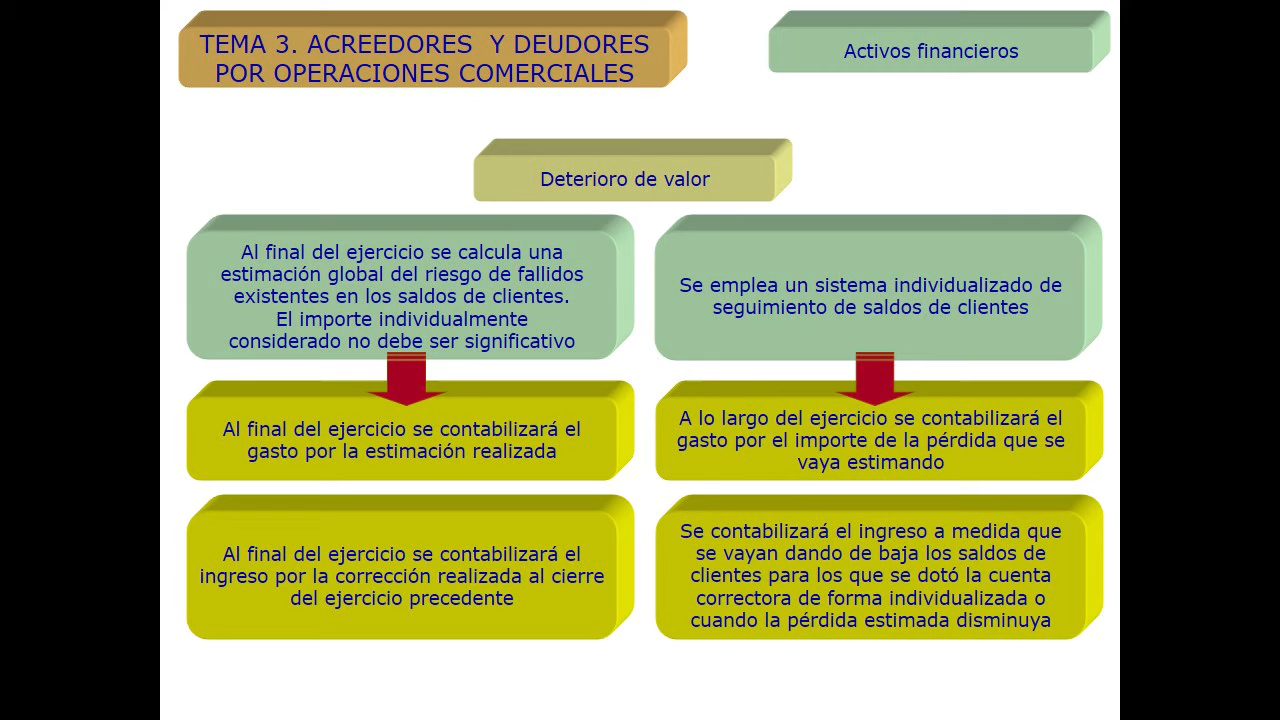 TEMA 3. ACREEDORES Y DEUDORES
POR OPERACIONES COMERCIALES
Activos financieros
Deterioro de valor
Al final del ejercicio se calcula una
estimación global del riesgo de fallidos
existentes en los saldos de clientes.
El importe individualmente
considerado no debe ser significativo
Se emplea un sistema individualizado de
seguimiento de saldos de clientes
Al final del ejercicio se contabilizará el
gasto por la estimación realizada
A lo largo del ejercicio se contabilizará el
gasto por el importe de la pérdida que se
vaya estimando
Al final del ejercicio se contabilizará el
ingreso por la corrección realizada al cierre
del ejercicio precedente
Se contabilizará el ingreso a medida que
se vayan dando de baja los saldos de
clientes para los que se dotó la cuenta
correctora de forma individualizada o
cuando la pérdida estimada disminuya